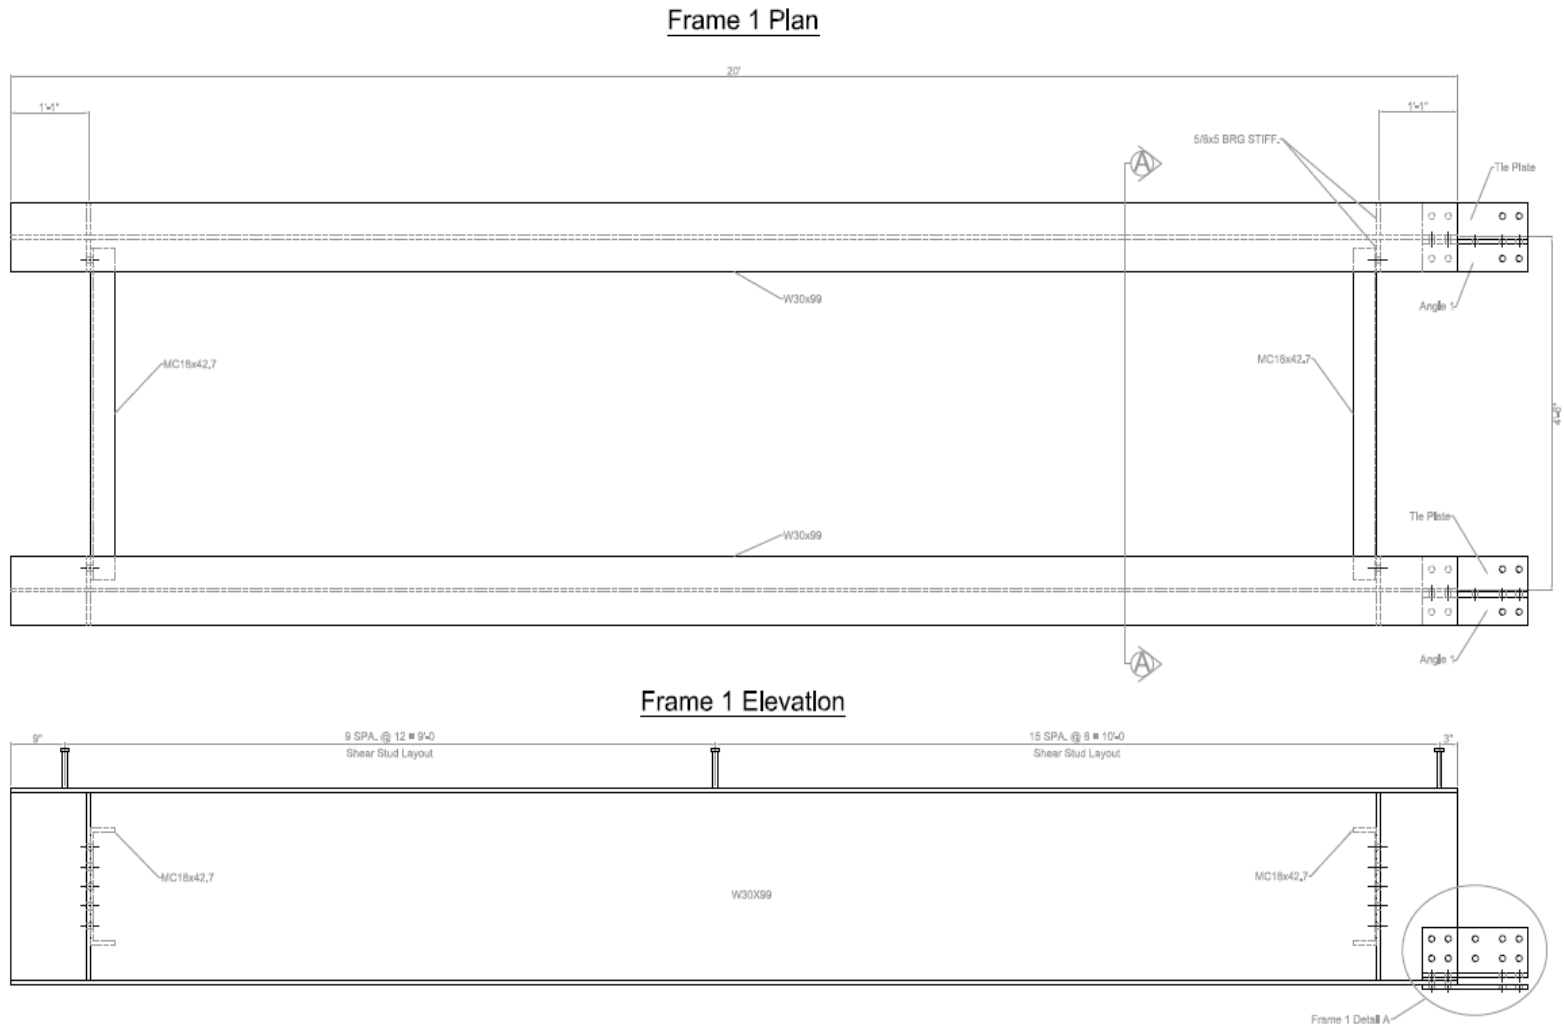 Frame 1 Plan
20'
1'-1"
1'-1"
5/8x5 BRG STIFF.
A
Tie Plate
W30x99
Angle 1
MC18x42.7
MC18x42.7
4'-6"
Tie Plate
W30x99
Angle 1
A
Frame 1 Elevation
9"
9 SPA. @ 12 = 9'-0
Shear Stud Layout
15 SPA. @ 8 = 10'-0
Shear Stud Layout
3"
MC18x42.7
MC18x42.7
W30X99
Frame 1 Detail A